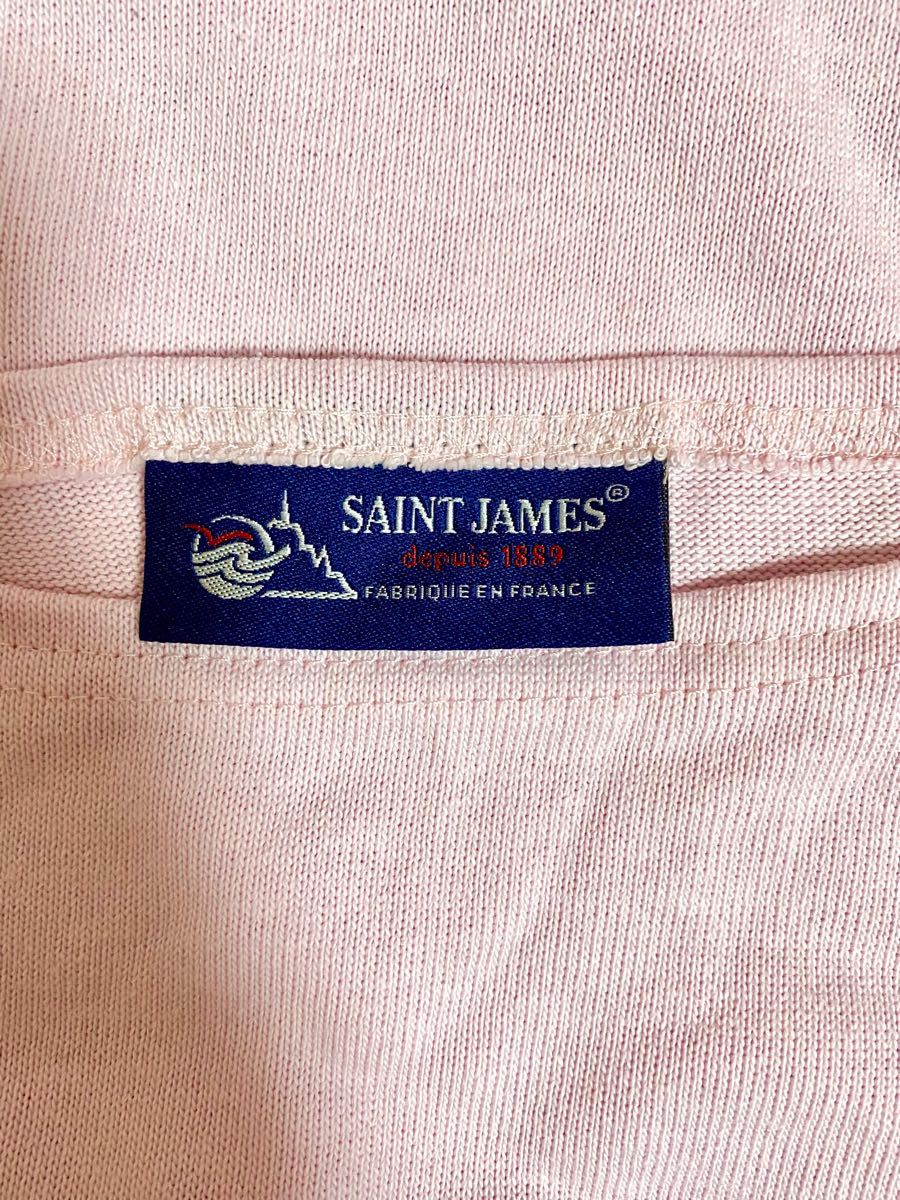 SAINT JAMES®
depuis 1889
FABRIQUE EN FRANCE